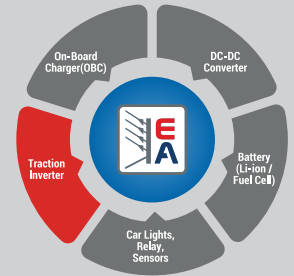 On-Board
Charger(OBC)
DC-DC
Converter
Traction
Inverter
EA
Battery
(Li-ion /
Fuel Cell)
Car Lights,
Relay,
Sensors